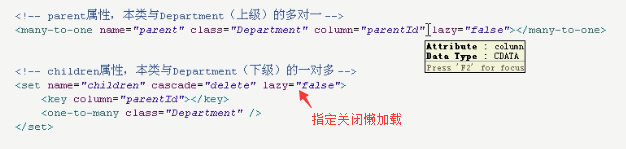 <!-- parent属性，本类与Department（上级）的多对一 -->
<many-to-one name="parent" class="Department" column="parentId" lazy="false"></many-to-one>
Attribute : column
Data Type : CDATA
Press 'F2' for focus
<!-- children属性，本类与Department（下级）的一对多 -->
<set name="children" cascade="delete" lazy="false">
<key column="parentId"></key>
<one-to-many class="Department" />
</set>
指定关闭懒加载